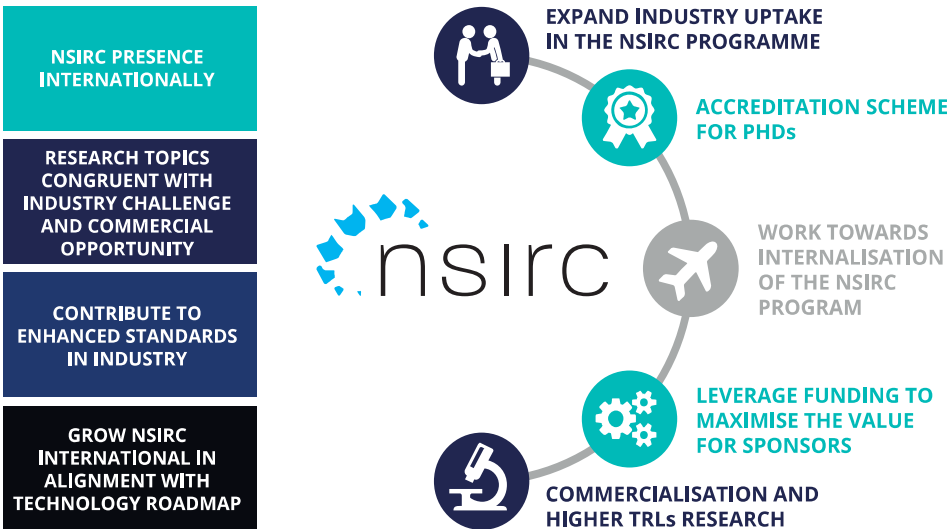 NSIRC PRESENCE
INTERNATIONALLY
RESEARCH TOPICS
CONGRUENT WITH
INDUSTRY CHALLENGE
AND COMMERCIAL
OPPORTUNITY
CONTRIBUTE TO
ENHANCED STANDARDS
IN INDUSTRY
GROW NSIRC
INTERNATIONAL IN
ALIGNMENT WITH
TECHNOLOGY ROADMAP
nsirc
EXPAND INDUSTRY UPTAKE
IN THE NSIRC PROGRAMME
ACCREDITATION SCHEME
FOR PHDs
WORK TOWARDS
INTERNALISATION
OF THE NSIRC
PROGRAM
LEVERAGE FUNDING TO
MAXIMISE THE VALUE
FOR SPONSORS
COMMERCIALISATION AND
HIGHER TRLs RESEARCH